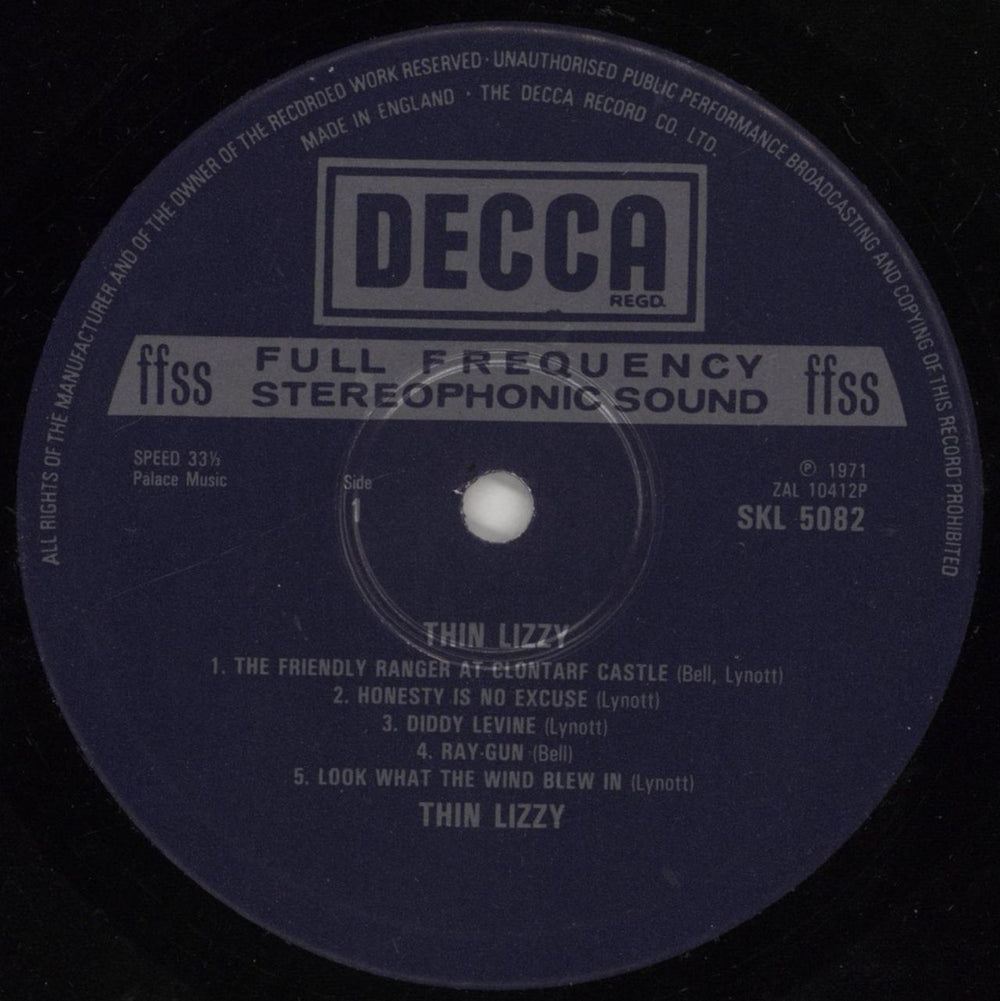 ALL RIGHTS OF THE MANUFACTURER AND OF THE OWNER OF THE RECORDED WORK RESERVED · UNAUTHORISED PUBLIC PERFORMANCE BROADCASTING AND COPYING OF THIS RECORD PROHIBITED
MADE IN ENGLAND · THE DECCA RECORD CO. LTD.
DECCA
REGD.
ffss FULL FREQUENCY ffss
STEREOPHONIC SOUND
SPEED 33⅓
Palace Music
Side
1
℗ 1971
ZAL 10412P
SKL 5082
THIN LIZZY
1. THE FRIENDLY RANGER AT CLONTARF CASTLE (Bell, Lynott)
2. HONESTY IS NO EXCUSE (Lynott)
3. DIDDY LEVINE (Lynott)
4. RAY-GUN (Bell)
5. LOOK WHAT THE WIND BLEW IN (Lynott)
THIN LIZZY